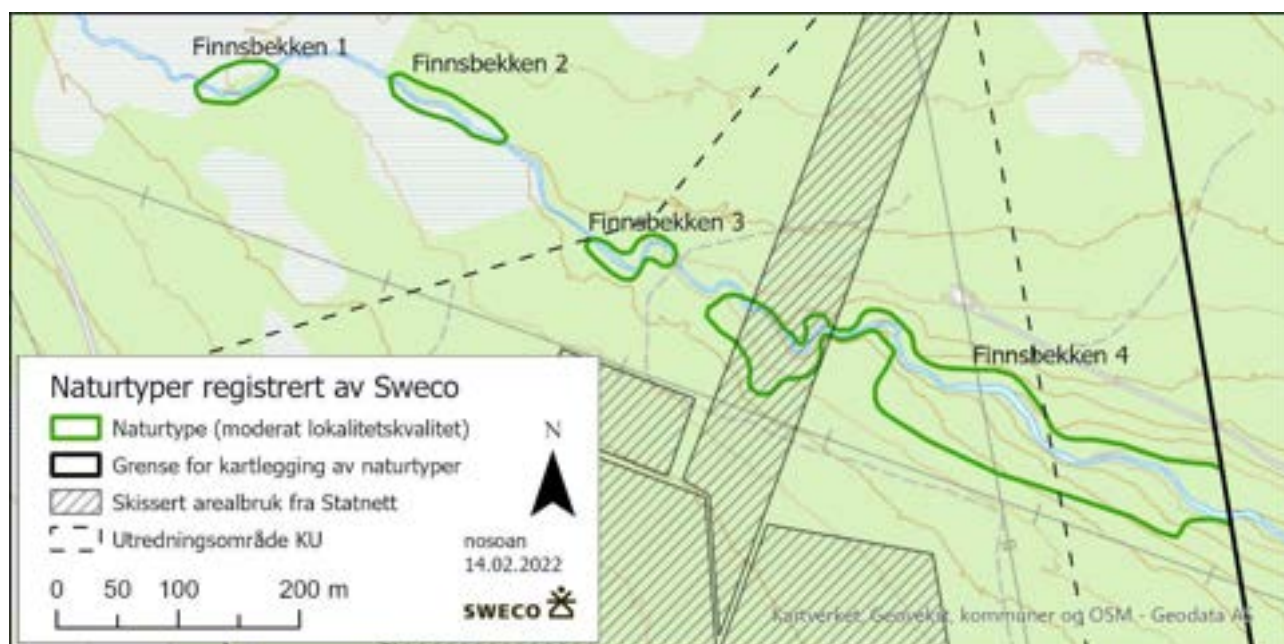 Finnsbekken 1
Finnsbekken 2
Finnsbekken 3
Finnsbekken 4
Naturtyper registrert av Sweco
Naturtype (moderat lokalitetskvalitet)
Grense for kartlegging av naturtyper
Skissert arealbruk fra Statnett
Utredningsområde KU
N
nosoan
14.02.2022
0 50 100 200 m
SWECO
Kartverket, Geovekst, kommuner og OSM - Geodata AS